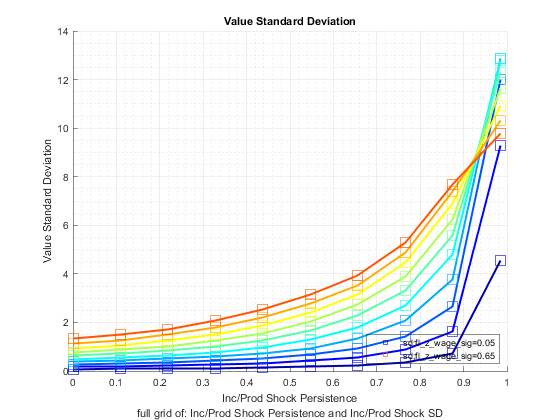 Value Standard Deviation
14
12
10
8
6
4
2
0
Value Standard Deviation
sq:fl_z_wage_sig=0.05
sq:fl_z_wage_sig=0.65
0 0.1 0.2 0.3 0.4 0.5 0.6 0.7 0.8 0.9 1
Inc/Prod Shock Persistence
full grid of: Inc/Prod Shock Persistence and Inc/Prod Shock SD